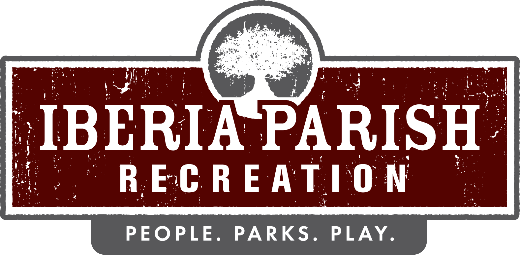 IBERIA PARISH
RECREATION
PEOPLE. PARKS. PLAY.